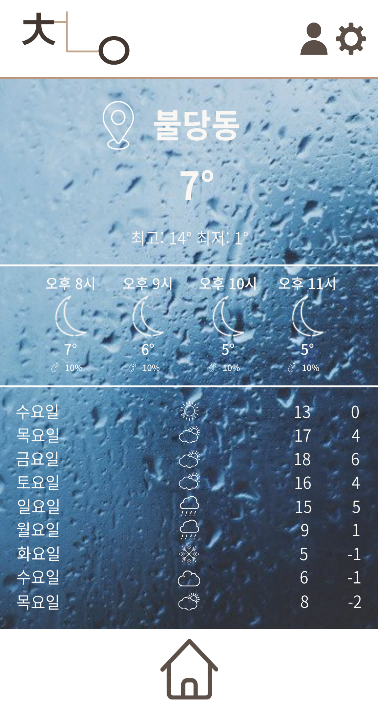 불당동
7°
최고: 14° 최저: 1°
오후 8시 오후 9시 오후 10시 오후 11시
7° 6° 5° 5°
10% 10% 10% 10%
수요일 13 0
목요일 17 4
금요일 18 6
토요일 16 4
일요일 15 5
월요일 9 1
화요일 5 -1
수요일 6 -1
목요일 8 -2